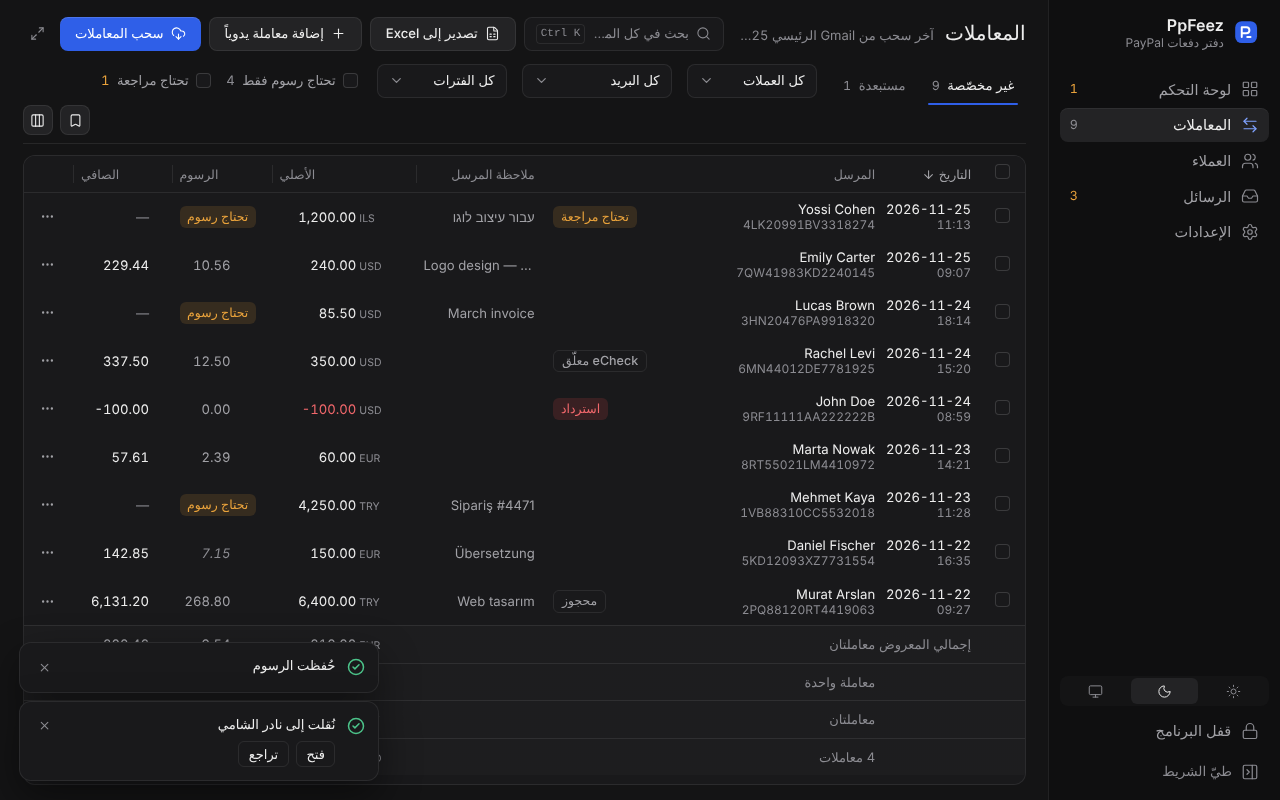 PpFeez
دفتر دفعات PayPal
لوحة التحكم 1
المعاملات 9
العملاء
الرسائل 3
الإعدادات
قفل البرنامج
طيّ الشريط
المعاملات
آخر سحب من Gmail الرئيسي 25...
بحث في كل المـ... Ctrl K
تصدير إلى Excel
إضافة معاملة يدوياً
سحب المعاملات
غير مخصّصة 9
مستبعدة 1
كل العملات
كل البريد
كل الفترات
تحتاج رسوم فقط 4
تحتاج مراجعة 1
التاريخ المرسل ملاحظة المرسل الأصلي الرسوم الصافي
2026-11-25 Yossi Cohen تحتاج مراجعة עבור עיצוב לוגו 1,200.00 ILS تحتاج رسوم —
11:13 4LK20991BV3318274
2026-11-25 Emily Carter Logo design — ... 240.00 USD 10.56 229.44
09:07 7QW41983KD2240145
2026-11-24 Lucas Brown March invoice 85.50 USD تحتاج رسوم —
18:14 3HN20476PA9918320
2026-11-24 Rachel Levi eCheck معلّق 350.00 USD 12.50 337.50
15:20 6MN44012DE7781925
2026-11-24 John Doe استرداد -100.00 USD 0.00 -100.00
08:59 9RF11111AA222222B
2026-11-23 Marta Nowak 60.00 EUR 2.39 57.61
14:21 8RT55021LM4410972
2026-11-23 Mehmet Kaya Sipariş #4471 4,250.00 TRY تحتاج رسوم —
11:28 1VB88310CC5532018
2026-11-22 Daniel Fischer Übersetzung 150.00 EUR 7.15 142.85
16:35 5KD12093XZ7731554
2026-11-22 Murat Arslan محجوز Web tasarım 6,400.00 TRY 268.80 6,131.20
09:27 2PQ88120RT4419063
إجمالي المعروض معاملتان
معاملة واحدة
معاملتان
4 معاملات
حُفظت الرسوم
نُقلت إلى نادر الشامي
فتح
تراجع